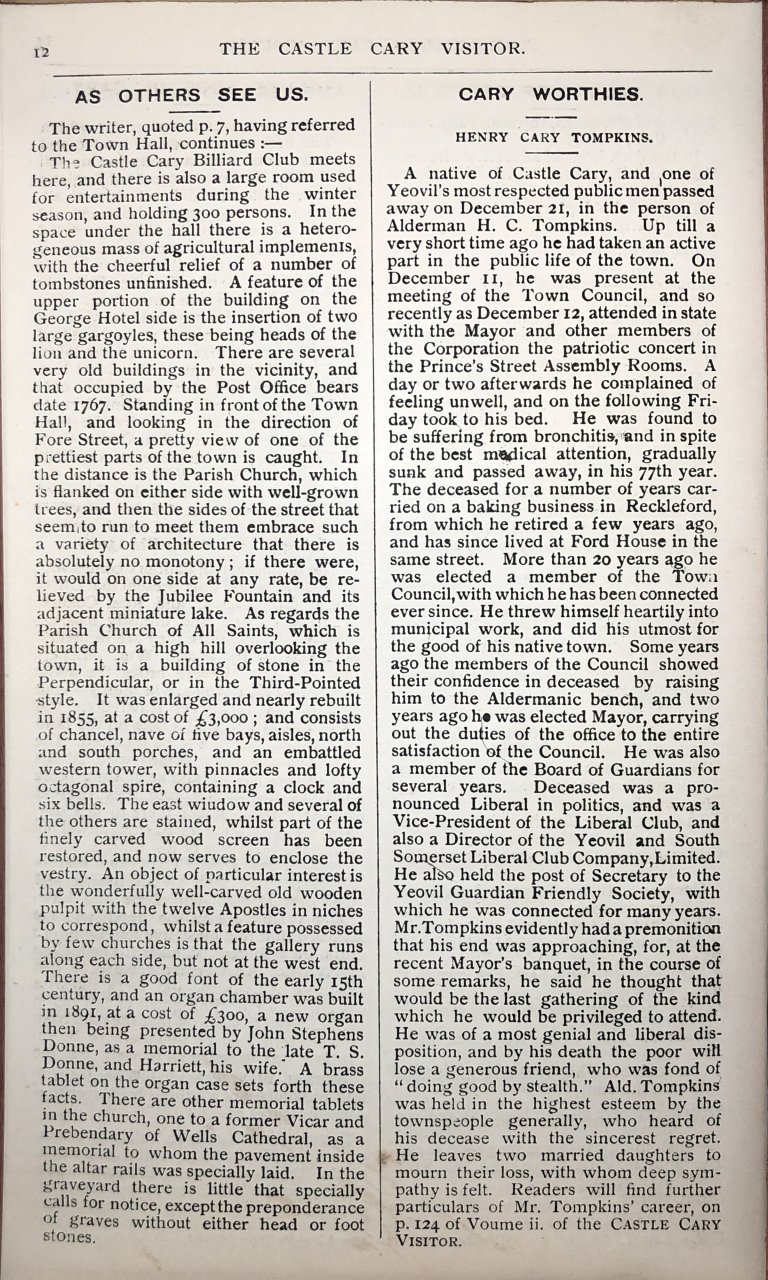 12
THE CASTLE CARY VISITOR.
AS OTHERS SEE US.
The writer, quoted p. 7, having referred
to the Town Hall, continues :—
The Castle Cary Billiard Club meets
here, and there is also a large room used
for entertainments during the winter
season, and holding 300 persons. In the
space under the hall there is a hetero-
geneous mass of agricultural implements,
with the cheerful relief of a number of
tombstones unfinished. A feature of the
upper portion of the building on the
George Hotel side is the insertion of two
large gargoyles, these being heads of the
lion and the unicorn. There are several
very old buildings in the vicinity, and
that occupied by the Post Office bears
date 1767. Standing in front of the Town
Hall, and looking in the direction of
Fore Street, a pretty view of one of the
prettiest parts of the town is caught. In
the distance is the Parish Church, which
is flanked on either side with well-grown
trees, and then the sides of the street that
seem to run to meet them embrace such
a variety of architecture that there is
absolutely no monotony ; if there were,
it would on one side at any rate, be re-
lieved by the Jubilee Fountain and its
adjacent miniature lake. As regards the
Parish Church of All Saints, which is
situated on a high hill overlooking the
town, it is a building of stone in the
Perpendicular, or in the Third-Pointed
style. It was enlarged and nearly rebuilt
in 1855, at a cost of £3,000 ; and consists
of chancel, nave of five bays, aisles, north
and south porches, and an embattled
western tower, with pinnacles and lofty
octagonal spire, containing a clock and
six bells. The east wiudow and several of
the others are stained, whilst part of the
finely carved wood screen has been
restored, and now serves to enclose the
vestry. An object of particular interest is
the wonderfully well-carved old wooden
pulpit with the twelve Apostles in niches
to correspond, whilst a feature possessed
by few churches is that the gallery runs
along each side, but not at the west end.
There is a good font of the early 15th
century, and an organ chamber was built
in 1891, at a cost of £300, a new organ
then being presented by John Stephens
Donne, as a memorial to the late T. S.
Donne, and Harriett, his wife. A brass
tablet on the organ case sets forth these
facts. There are other memorial tablets
in the church, one to a former Vicar and
Prebendary of Wells Cathedral, as a
memorial to whom the pavement inside
the altar rails was specially laid. In the
graveyard there is little that specially
calls for notice, except the preponderance
of graves without either head or foot
stones.
CARY WORTHIES.
HENRY CARY TOMPKINS.
A native of Castle Cary, and one of
Yeovil's most respected public men passed
away on December 21, in the person of
Alderman H. C. Tompkins. Up till a
very short time ago he had taken an active
part in the public life of the town. On
December 11, he was present at the
meeting of the Town Council, and so
recently as December 12, attended in state
with the Mayor and other members of
the Corporation the patriotic concert in
the Prince's Street Assembly Rooms. A
day or two afterwards he complained of
feeling unwell, and on the following Fri-
day took to his bed. He was found to
be suffering from bronchitis, and in spite
of the best medical attention, gradually
sunk and passed away, in his 77th year.
The deceased for a number of years car-
ried on a baking business in Reckleford,
from which he retired a few years ago,
and has since lived at Ford House in the
same street. More than 20 years ago he
was elected a member of the Town
Council, with which he has been connected
ever since. He threw himself heartily into
municipal work, and did his utmost for
the good of his native town. Some years
ago the members of the Council showed
their confidence in deceased by raising
him to the Aldermanic bench, and two
years ago he was elected Mayor, carrying
out the duties of the office to the entire
satisfaction of the Council. He was also
a member of the Board of Guardians for
several years. Deceased was a pro-
nounced Liberal in politics, and was a
Vice-President of the Liberal Club, and
also a Director of the Yeovil and South
Somerset Liberal Club Company, Limited.
He also held the post of Secretary to the
Yeovil Guardian Friendly Society, with
which he was connected for many years.
Mr. Tompkins evidently had a premonition
that his end was approaching, for, at the
recent Mayor's banquet, in the course of
some remarks, he said he thought that
would be the last gathering of the kind
which he would be privileged to attend.
He was of a most genial and liberal dis-
position, and by his death the poor will
lose a generous friend, who was fond of
" doing good by stealth." Ald. Tompkins
was held in the highest esteem by the
townspeople generally, who heard of
his decease with the sincerest regret.
He leaves two married daughters to
mourn their loss, with whom deep sym-
pathy is felt. Readers will find further
particulars of Mr. Tompkins' career, on
p. 124 of Voume ii. of the CASTLE CARY
VISITOR.